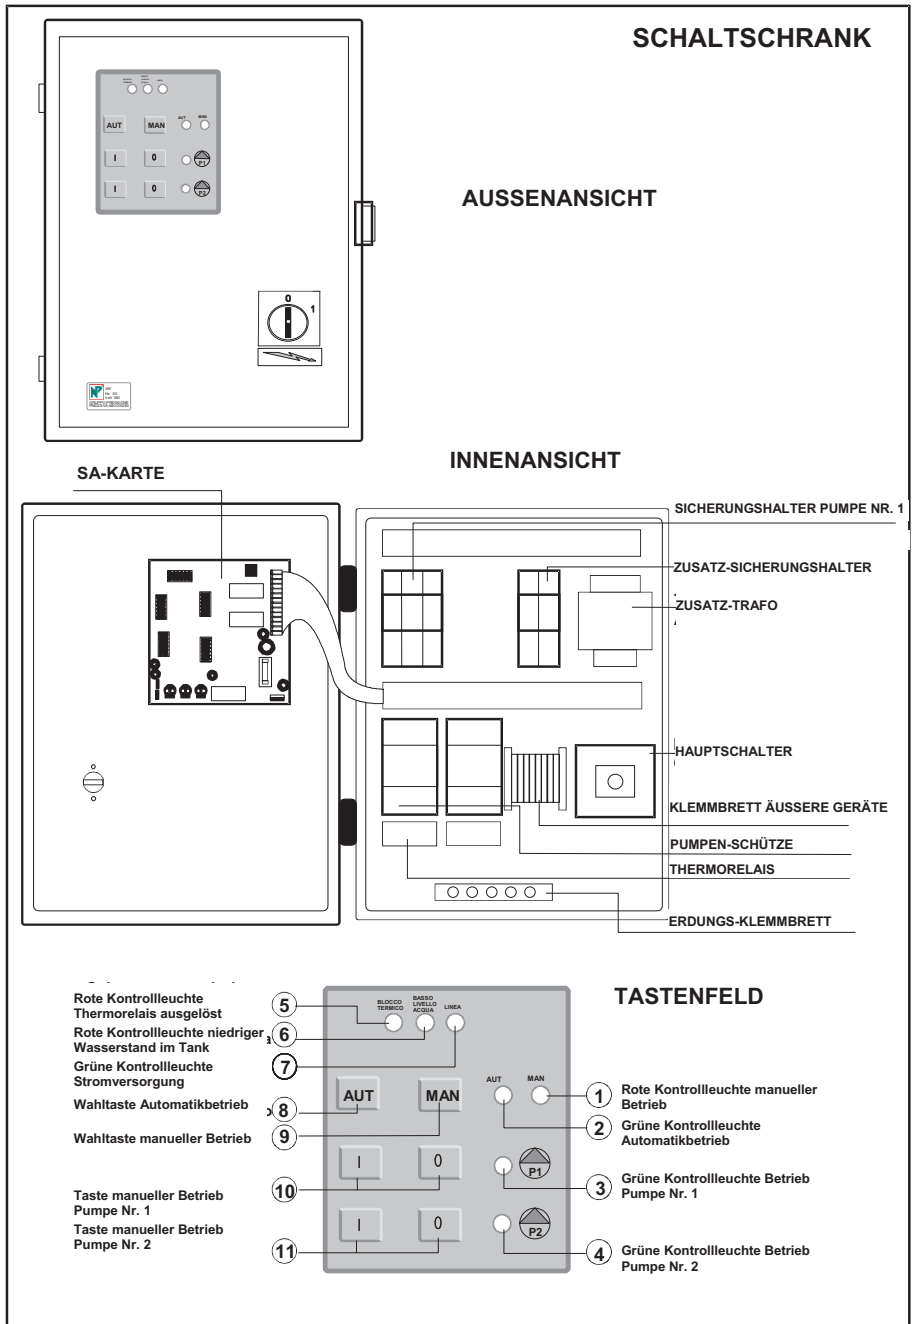 SCHALTSCHRANK
AUT
MAN
AUT
I
0
P1
I
0
P2
AUSSENANSICHT
0
1
NP
INNENANSICHT
SA-KARTE
SICHERUNGSHALTER PUMPE NR. 1
ZUSATZ-SICHERUNGSHALTER
ZUSATZ-TRAFO
HAUPTSCHALTER
KLEMMBRETT ÄUSSERE GERÄTE
PUMPEN-SCHÜTZE
THERMORELAIS
ERDUNGS-KLEMMBRETT
TASTENFELD
Rote Kontrollleuchte
Thermorelais ausgelöst
5
Rote Kontrollleuchte niedriger
Wasserstand im Tank
6
Grüne Kontrollleuchte
Stromversorgung
7
Wahltaste Automatikbetrieb
8
Wahltaste manueller Betrieb
9
Taste manueller Betrieb
Pumpe Nr. 1
10
Taste manueller Betrieb
Pumpe Nr. 2
11
BLOCCO
TERMICO
BASSO
LIVELLO
ACQUA
LINEA
AUT
MAN
AUT
MAN
I
0
P1
I
0
P2
1
Rote Kontrollleuchte manueller
Betrieb
2
Grüne Kontrollleuchte
Automatikbetrieb
3
Grüne Kontrollleuchte Betrieb
Pumpe Nr. 1
4
Grüne Kontrollleuchte Betrieb
Pumpe Nr. 2